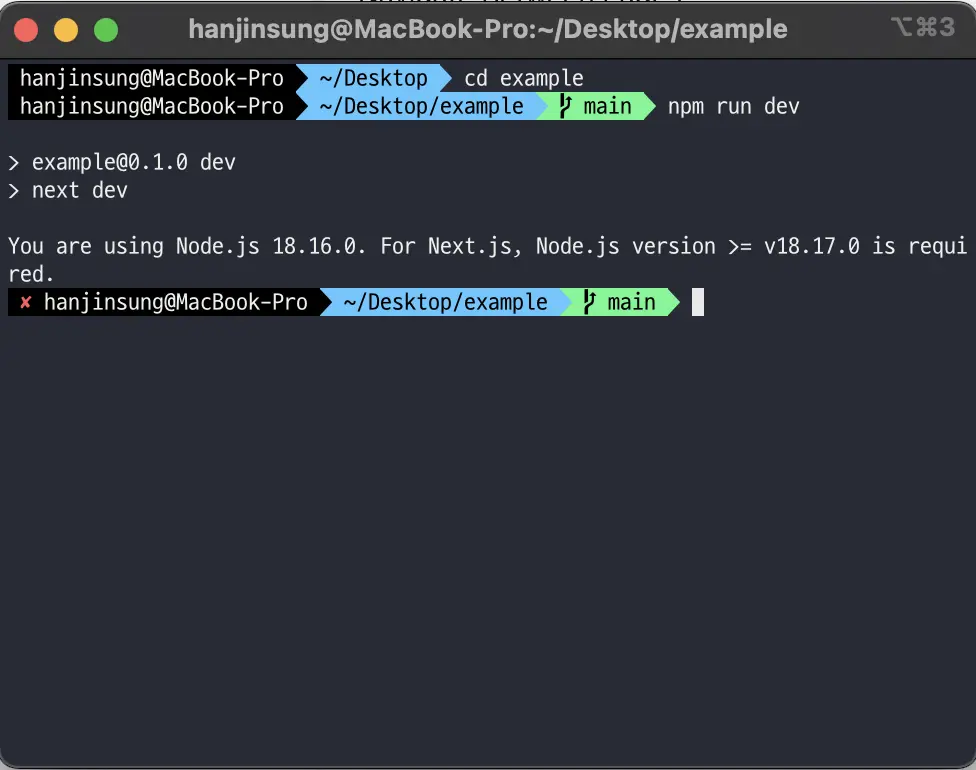 hanjinsung@MacBook-Pro:~/Desktop/example ⌥⌘3
hanjinsung@MacBook-Pro ~/Desktop cd example
hanjinsung@MacBook-Pro ~/Desktop/example main npm run dev
> example@0.1.0 dev
> next dev
You are using Node.js 18.16.0. For Next.js, Node.js version >= v18.17.0 is requi
red.
✘ hanjinsung@MacBook-Pro ~/Desktop/example main